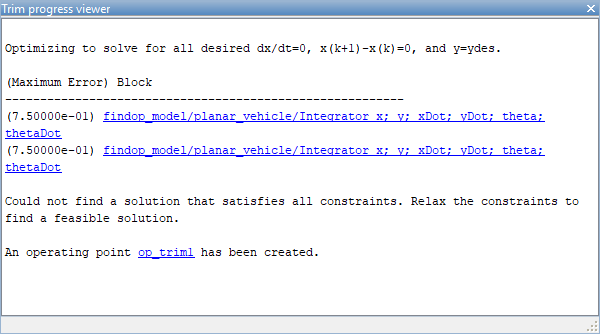 Trim progress viewer
Optimizing to solve for all desired dx/dt=0, x(k+1)-x(k)=0, and y=ydes.
(Maximum Error) Block
---------------------------------------------------------
(7.50000e-01) findop_model/planar_vehicle/Integrator x; y; xDot; yDot; theta;
thetaDot
(7.50000e-01) findop_model/planar_vehicle/Integrator x; y; xDot; yDot; theta;
thetaDot
Could not find a solution that satisfies all constraints. Relax the constraints to
find a feasible solution.
An operating point op_trim1 has been created.